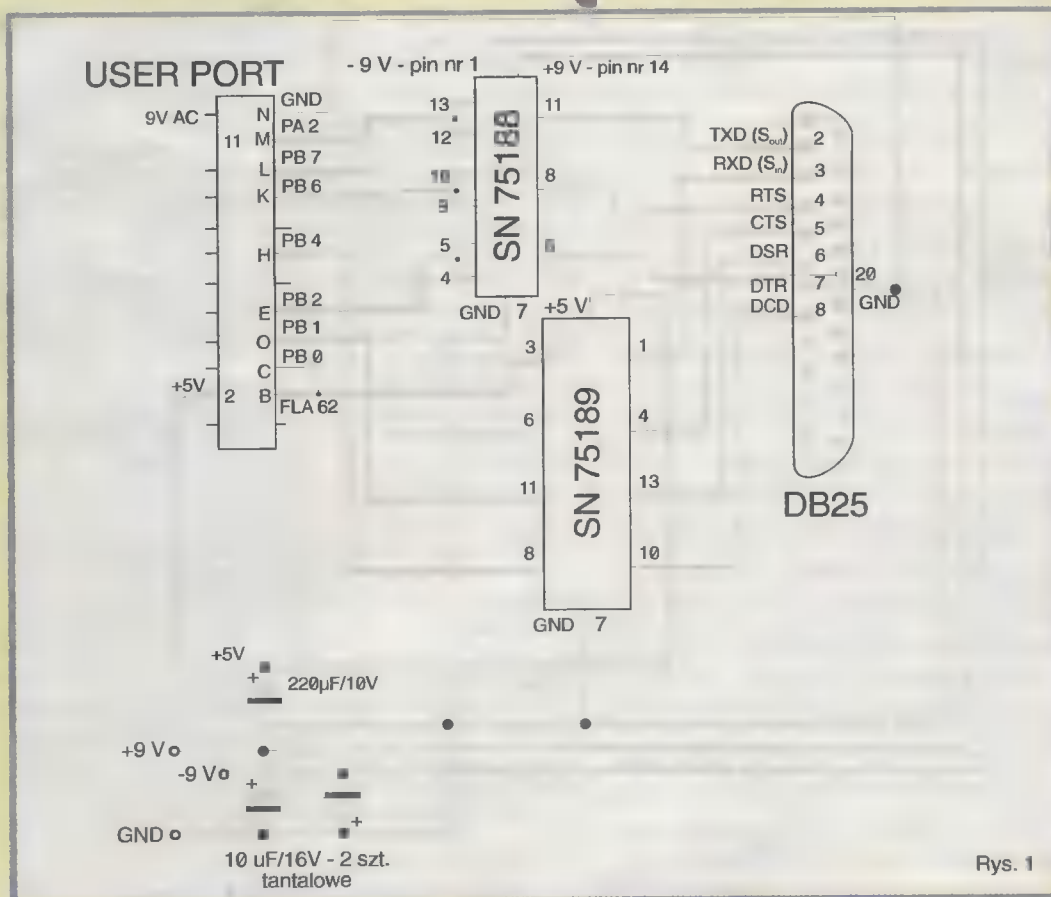 USER PORT
9V AC
11
2
+5V
N
M
L
K
H
E
O
C
B
GND
PA 2
PB 7
PB 6
PB 4
PB 2
PB 1
PB 0
FLA 62
- 9 V - pin nr 1
+9 V - pin nr 14
13
12
10
9
5
4
SN 75188
11
8
6
GND 7
+5 V
3
6
11
8
SN 75189
1
4
13
10
GND 7
TXD (Sout)
RXD (Sin)
RTS
CTS
DSR
DTR
DCD
2
3
4
5
6
7
8
20
GND
DB25
+5V
+
220µF/10V
+9 V
-9 V
+
+
GND
10 uF/16V - 2 szt.
tantalowe
Rys. 1